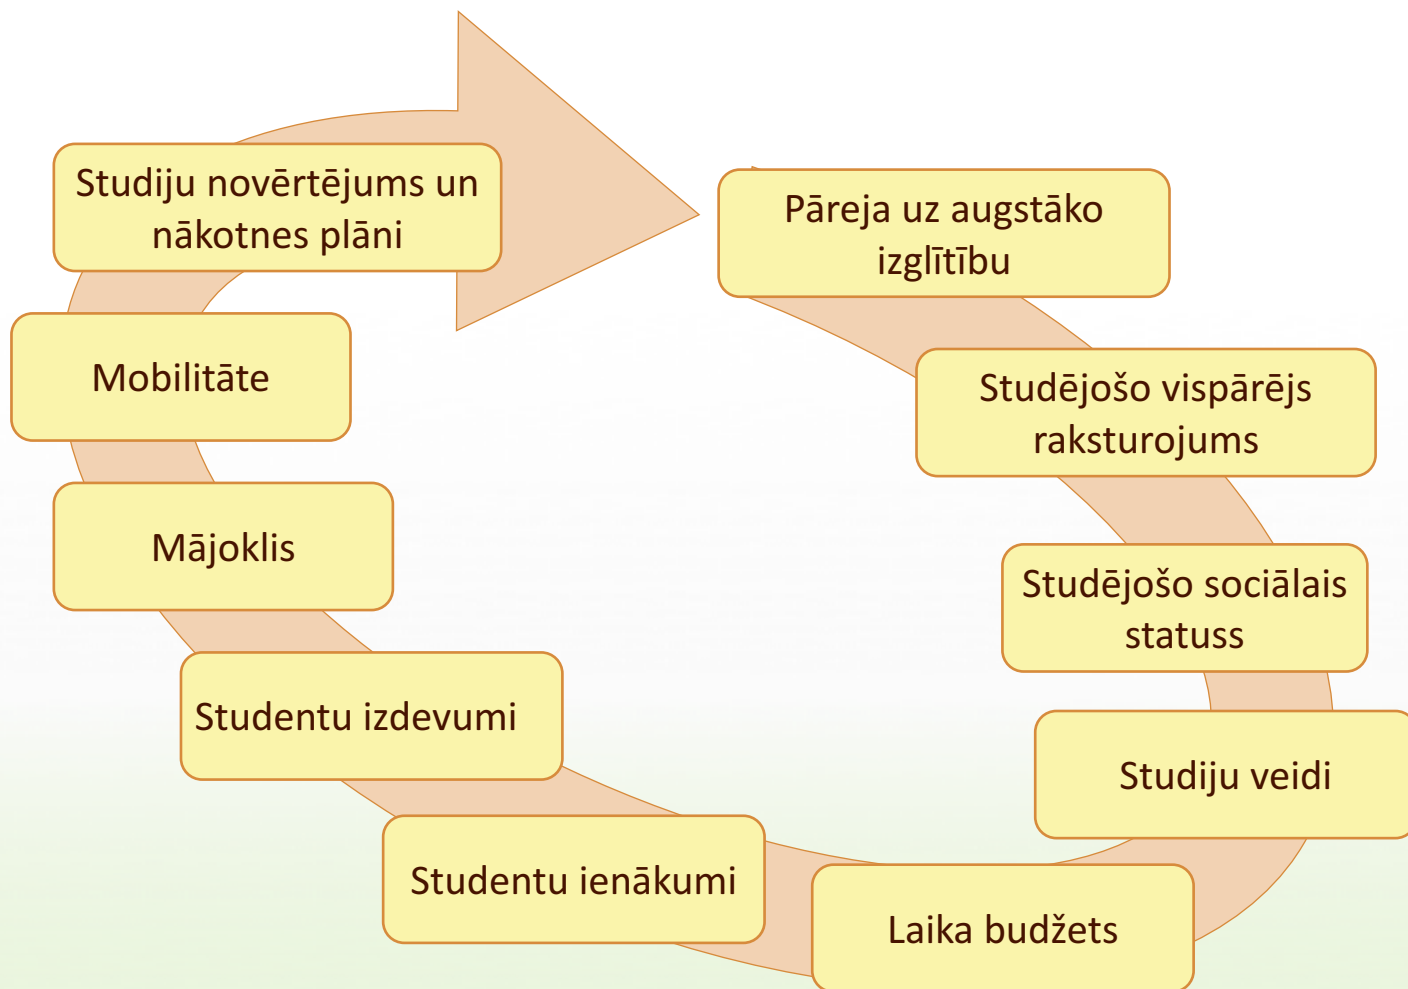 Studiju novērtējums un
nākotnes plāni
Pāreja uz augstāko
izglītību
Mobilitāte
Studējošo vispārējs
raksturojums
Mājoklis
Studējošo sociālais
statuss
Studentu izdevumi
Studiju veidi
Studentu ienākumi
Laika budžets